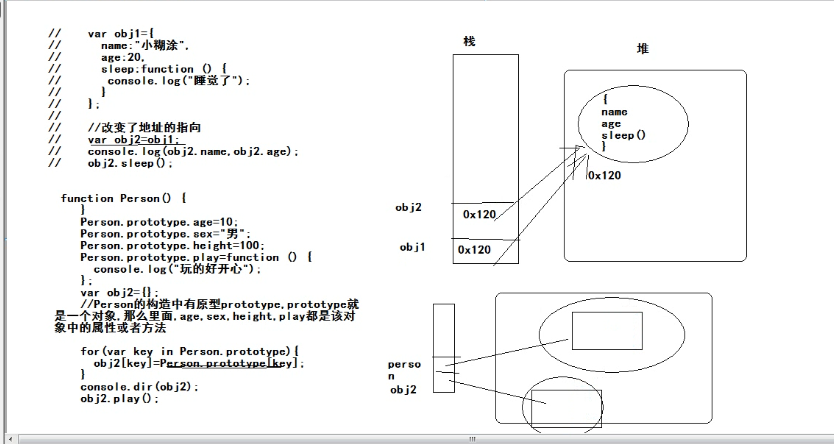 // var obj1={
// name:"小糊涂",
// age:20,
// sleep:function () {
// console.log("睡觉了");
// }
// };
//
// //改变了地址的指向
// var obj2=obj1;
// console.log(obj2.name,obj2.age);
// obj2.sleep();
function Person() {
}
Person.prototype.age=10;
Person.prototype.sex="男";
Person.prototype.height=100;
Person.prototype.play=function () {
console.log("玩的好开心");
};
var obj2={};
//Person的构造中有原型prototype,prototype就
是一个对象,那么里面,age,sex,height,play都是该对
象中的属性或者方法
for(var key in Person.prototype){
obj2[key]=Person.prototype[key];
}
console.dir(obj2);
obj2.play();
栈
堆
{
name
age
sleep()
}
0x120
obj2
0x120
obj1
0x120
perso
n
obj2